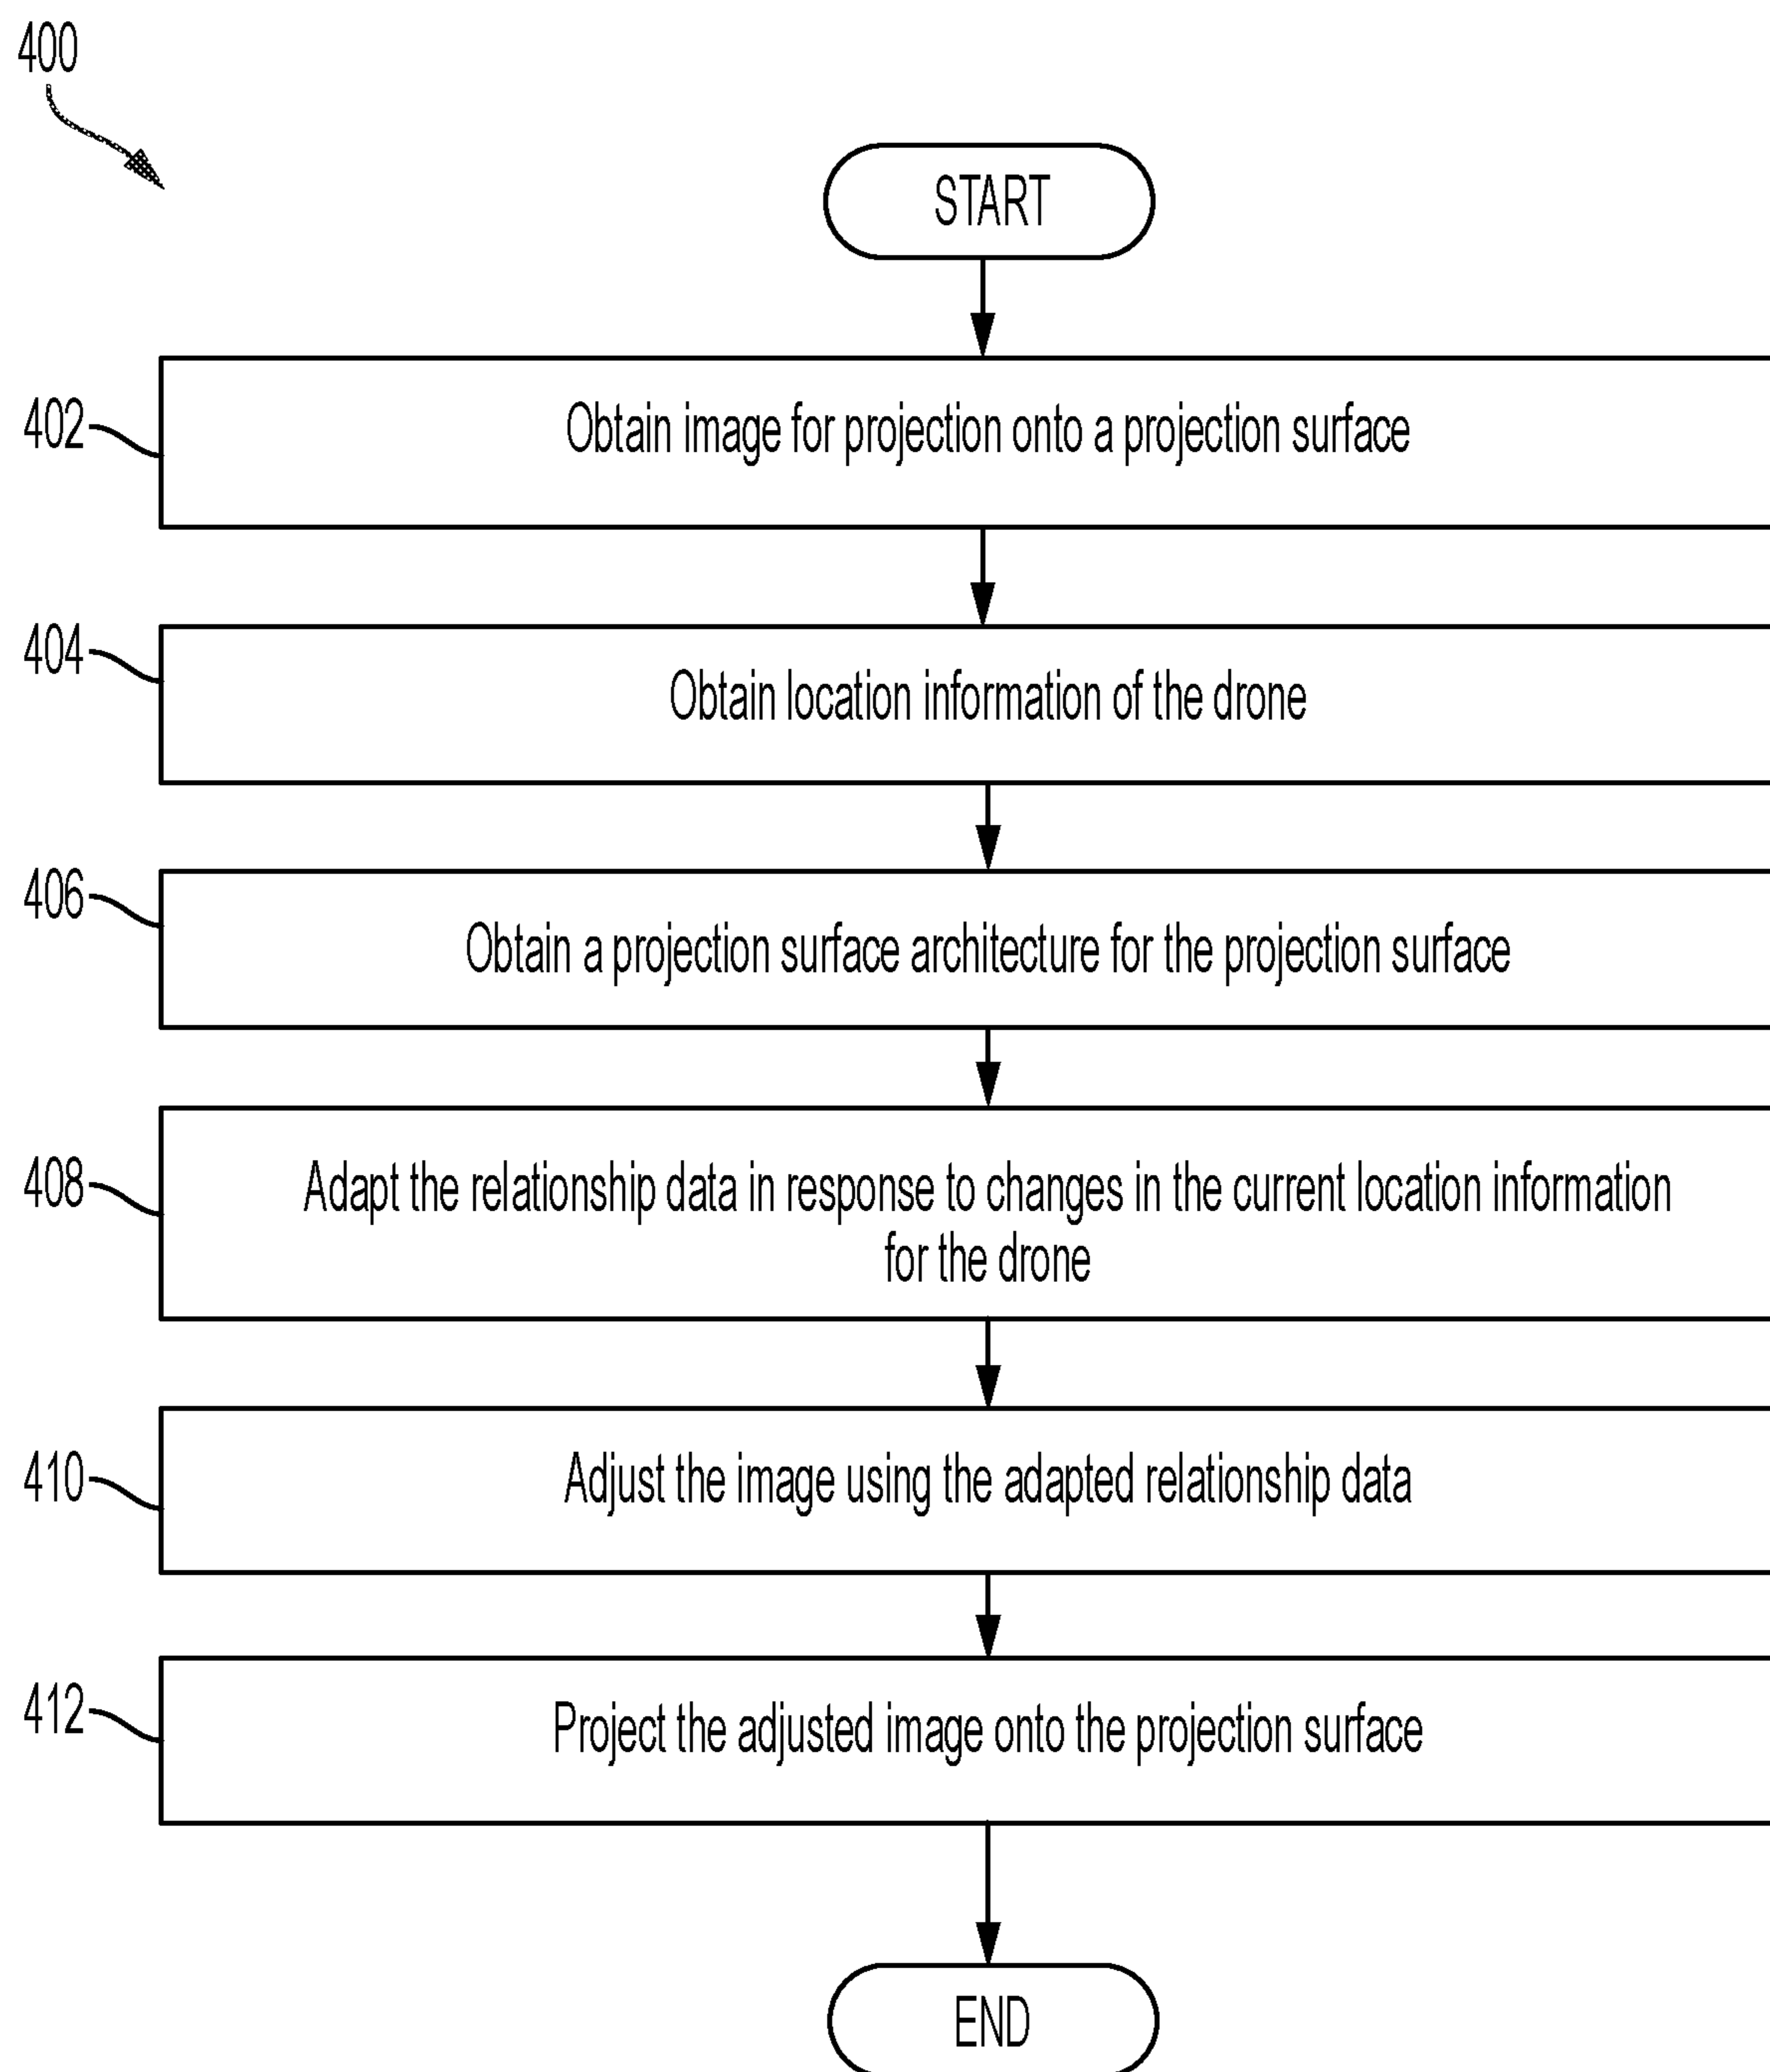 400
START
402
Obtain image for projection onto a projection surface
404
Obtain location information of the drone
406
Obtain a projection surface architecture for the projection surface
408
Adapt the relationship data in response to changes in the current location information
for the drone
410
Adjust the image using the adapted relationship data
412
Project the adjusted image onto the projection surface
END